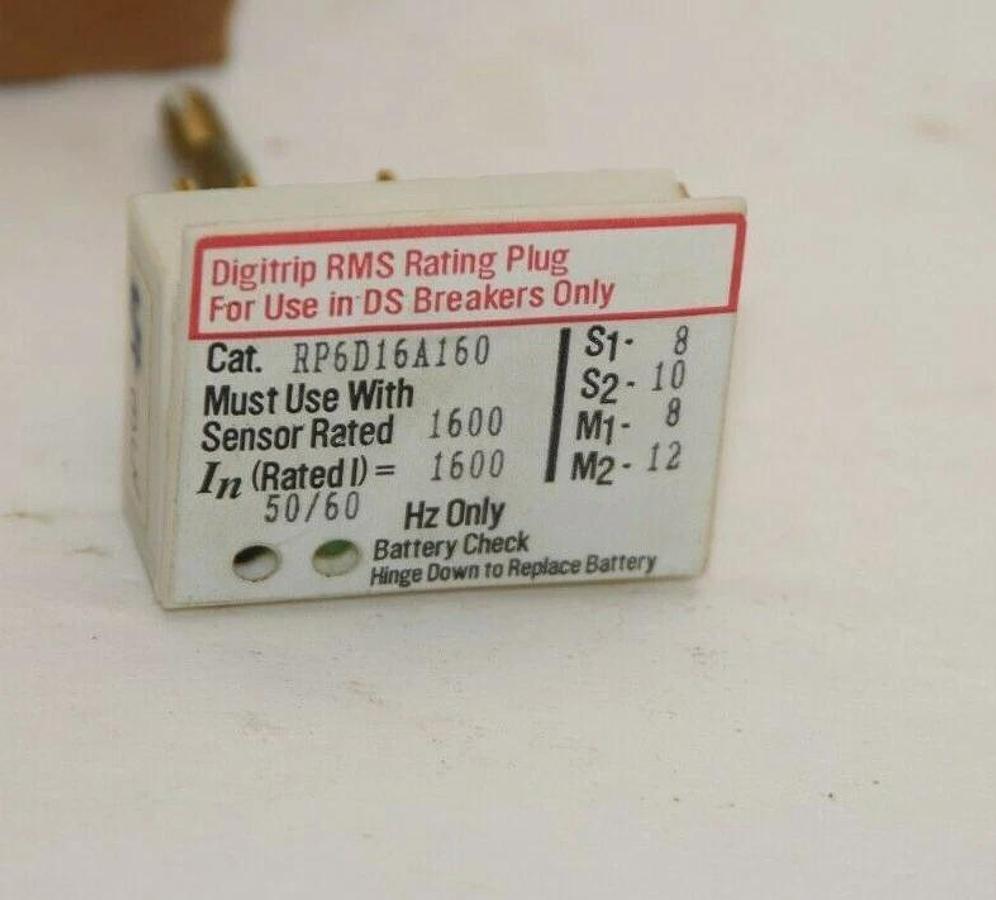 Digitrip RMS Rating Plug
For Use in DS Breakers Only
Cat. RP6D16A160
Must Use With
Sensor Rated 1600
In (Rated I) = 1600
50/60 Hz Only
Battery Check
Hinge Down to Replace Battery
S1- 8
S2- 10
M1- 8
M2- 12